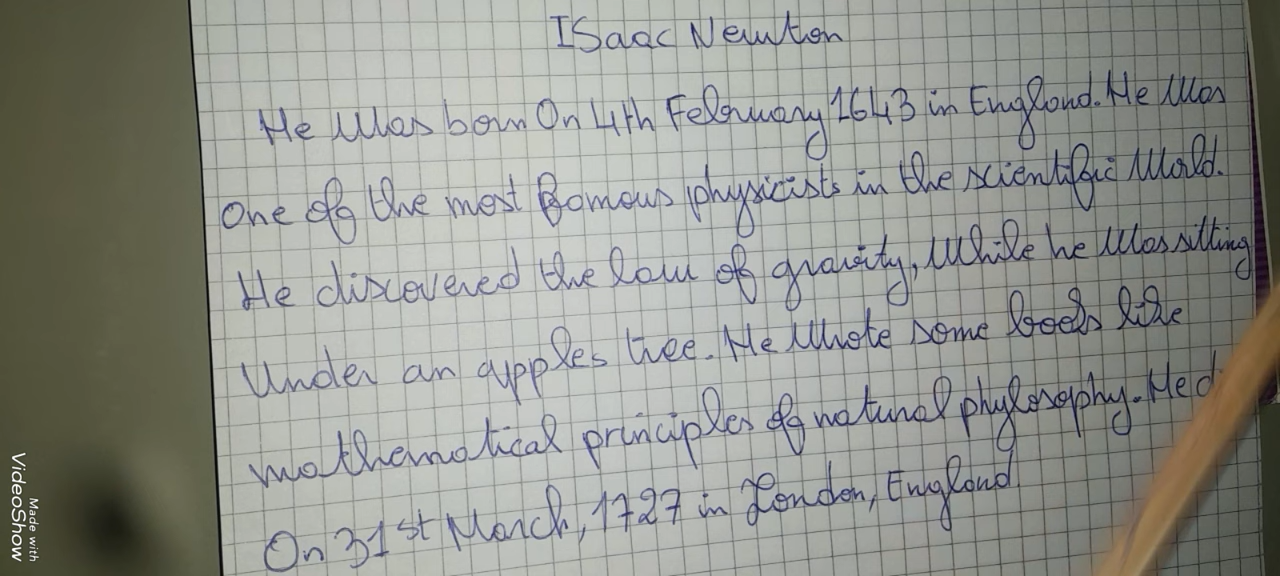 ISaac Newton
He Was born On 4th February 1643 in England. He Was
One of the most famous physicists in the scientific World.
He discovered the law of gravity, While he Was sitting
Under an apples tree. He Wrote some books like
mathematical principles of natural phylosophy. He d
On 31st March, 1727 in London, England
Made with
VideoShow